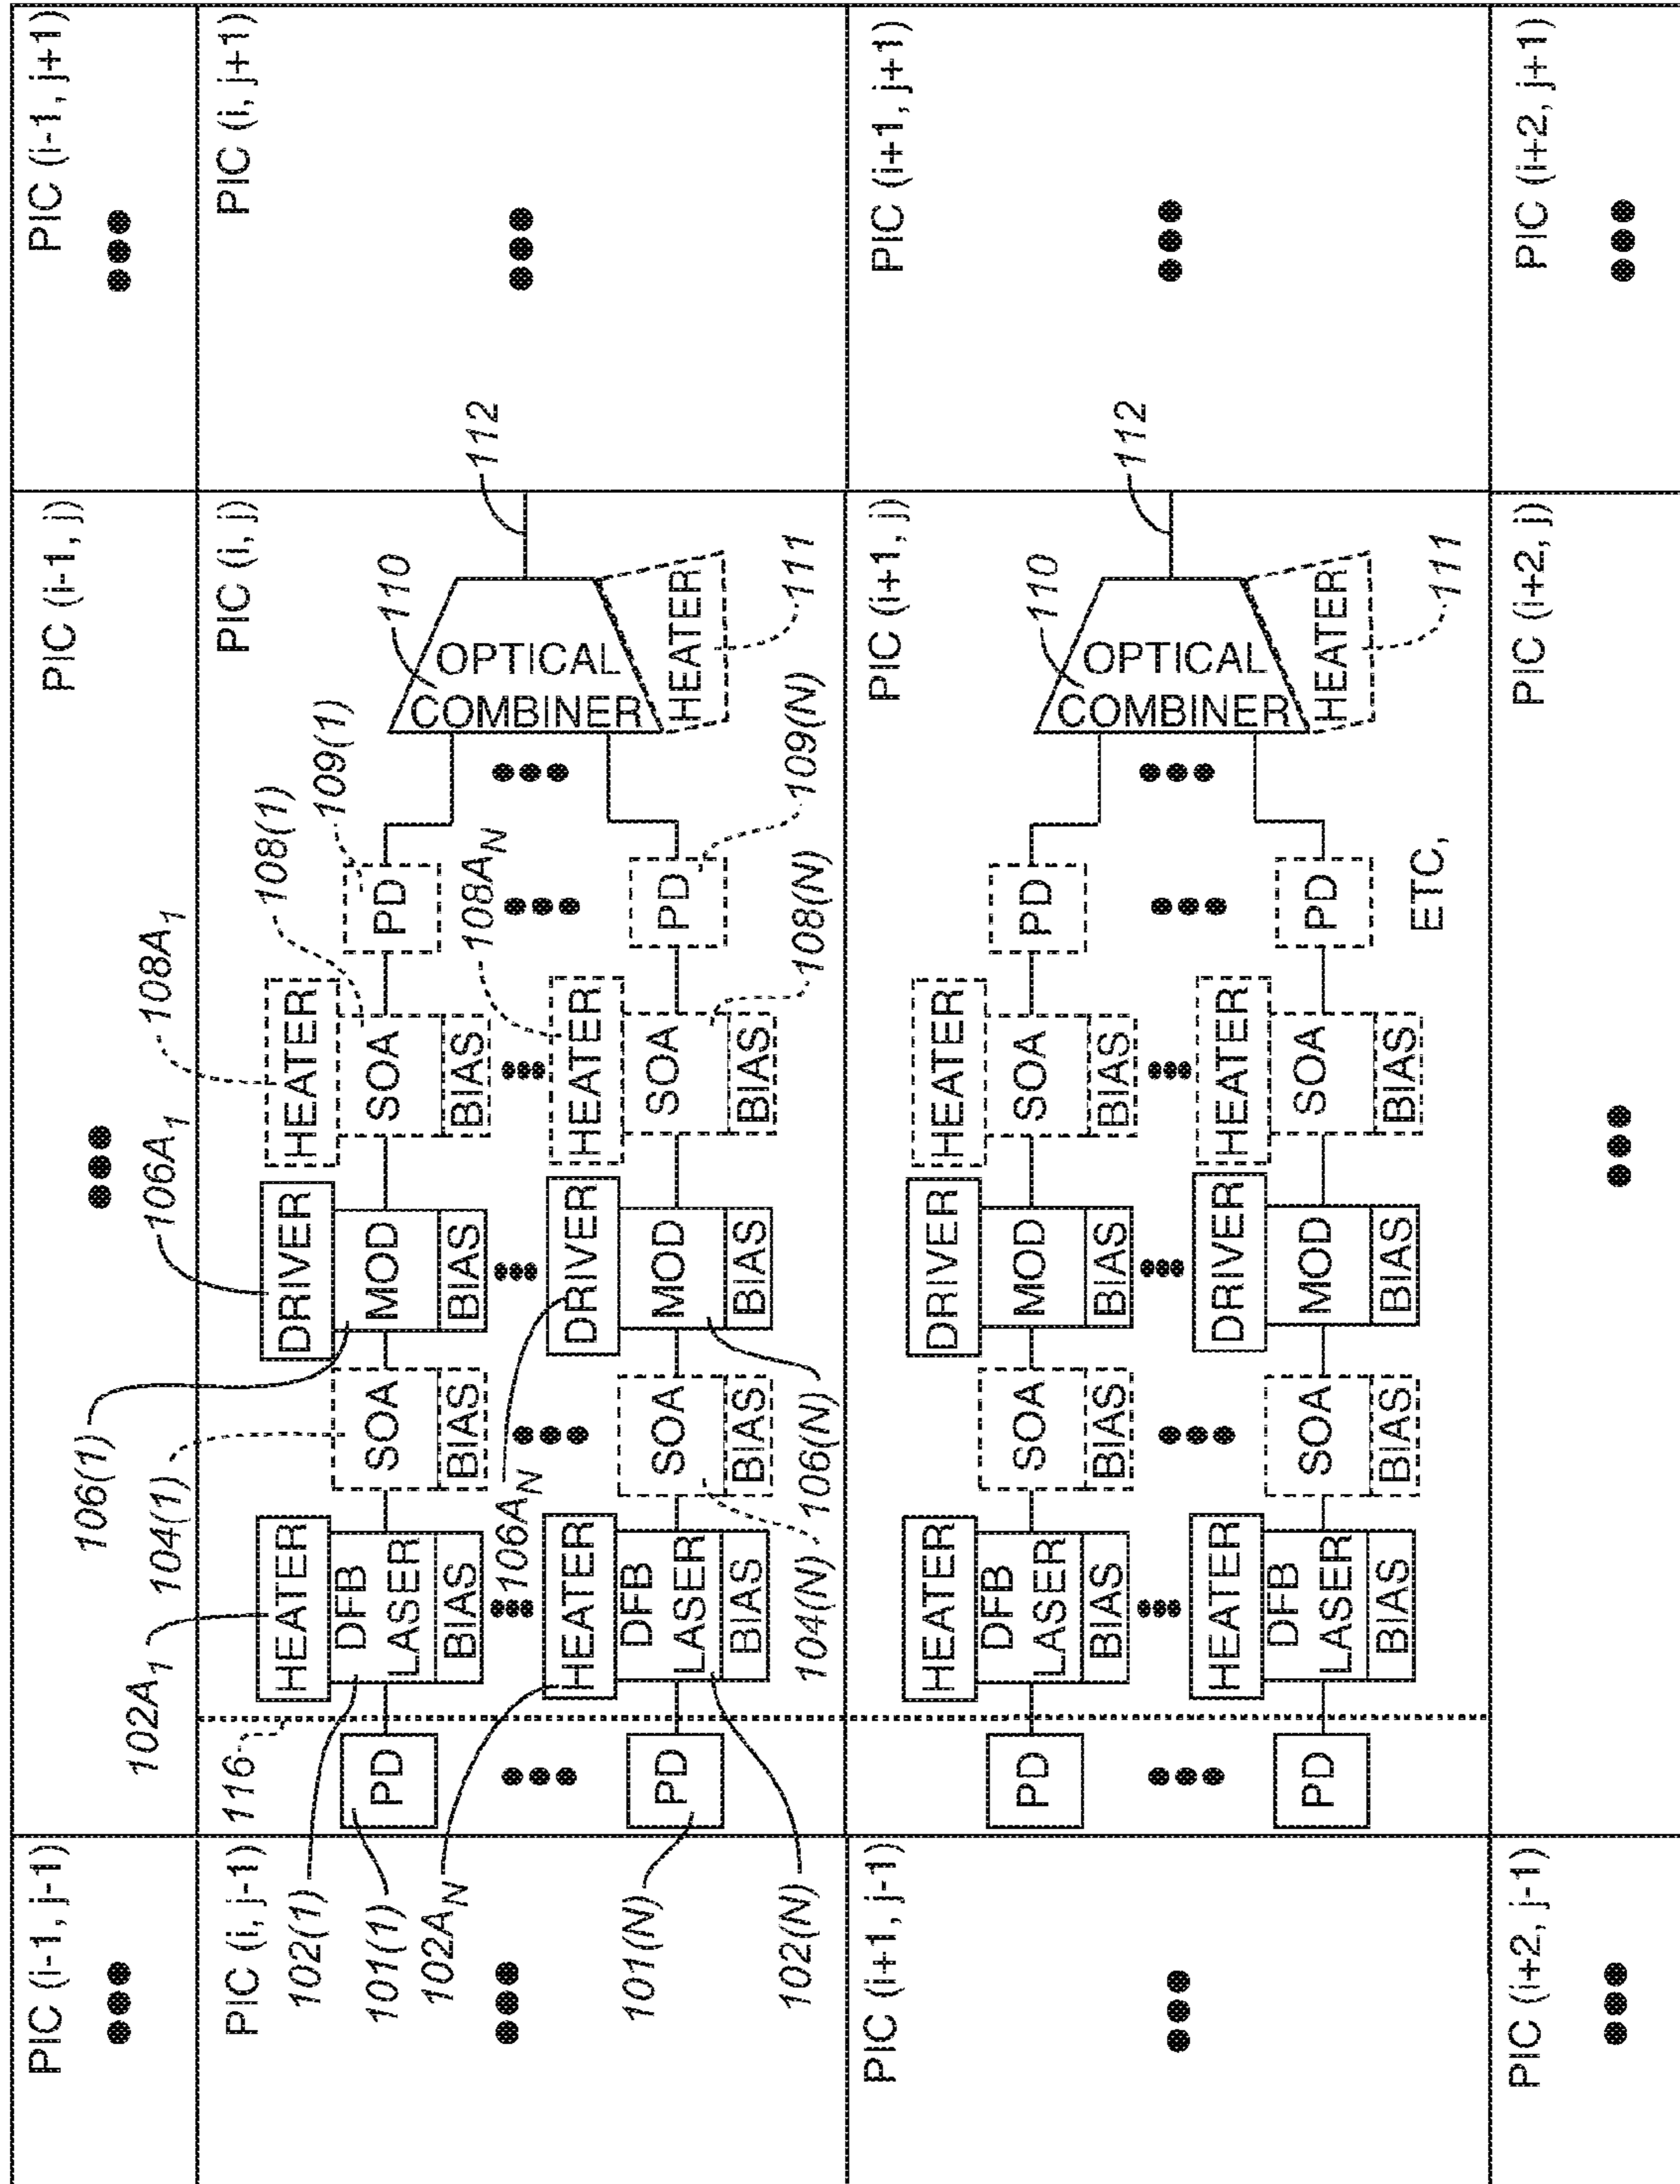 PIC (i-1, j-1)
PIC (i-1, j)
PIC (i-1, j+1)
PIC (i, j-1)
PIC (i, j)
PIC (i, j+1)
102A1
106(1)
104(1)
106A1
108A1
108(1)
109(1)
110
112
116
102(1)
101(1)
102AN
101(N)
102(N)
PD
HEATER
DFB
LASER
BIAS
SOA
BIAS
DRIVER
MOD
BIAS
HEATER
SOA
BIAS
PD
OPTICAL
COMBINER
HEATER
111
106AN
108AN
PD
HEATER
DFB
LASER
BIAS
SOA
BIAS
DRIVER
MOD
BIAS
HEATER
SOA
BIAS
PD
104(N)
106(N)
108(N)
109(N)
PIC (i+1, j-1)
PIC (i+1, j)
PIC (i+1, j+1)
110
112
PD
HEATER
DFB
LASER
BIAS
SOA
BIAS
DRIVER
MOD
BIAS
HEATER
SOA
BIAS
PD
OPTICAL
COMBINER
HEATER
111
PD
HEATER
DFB
LASER
BIAS
SOA
BIAS
DRIVER
MOD
BIAS
HEATER
SOA
BIAS
PD
ETC,
PIC (i+2, j-1)
PIC (i+2, j)
PIC (i+2, j+1)